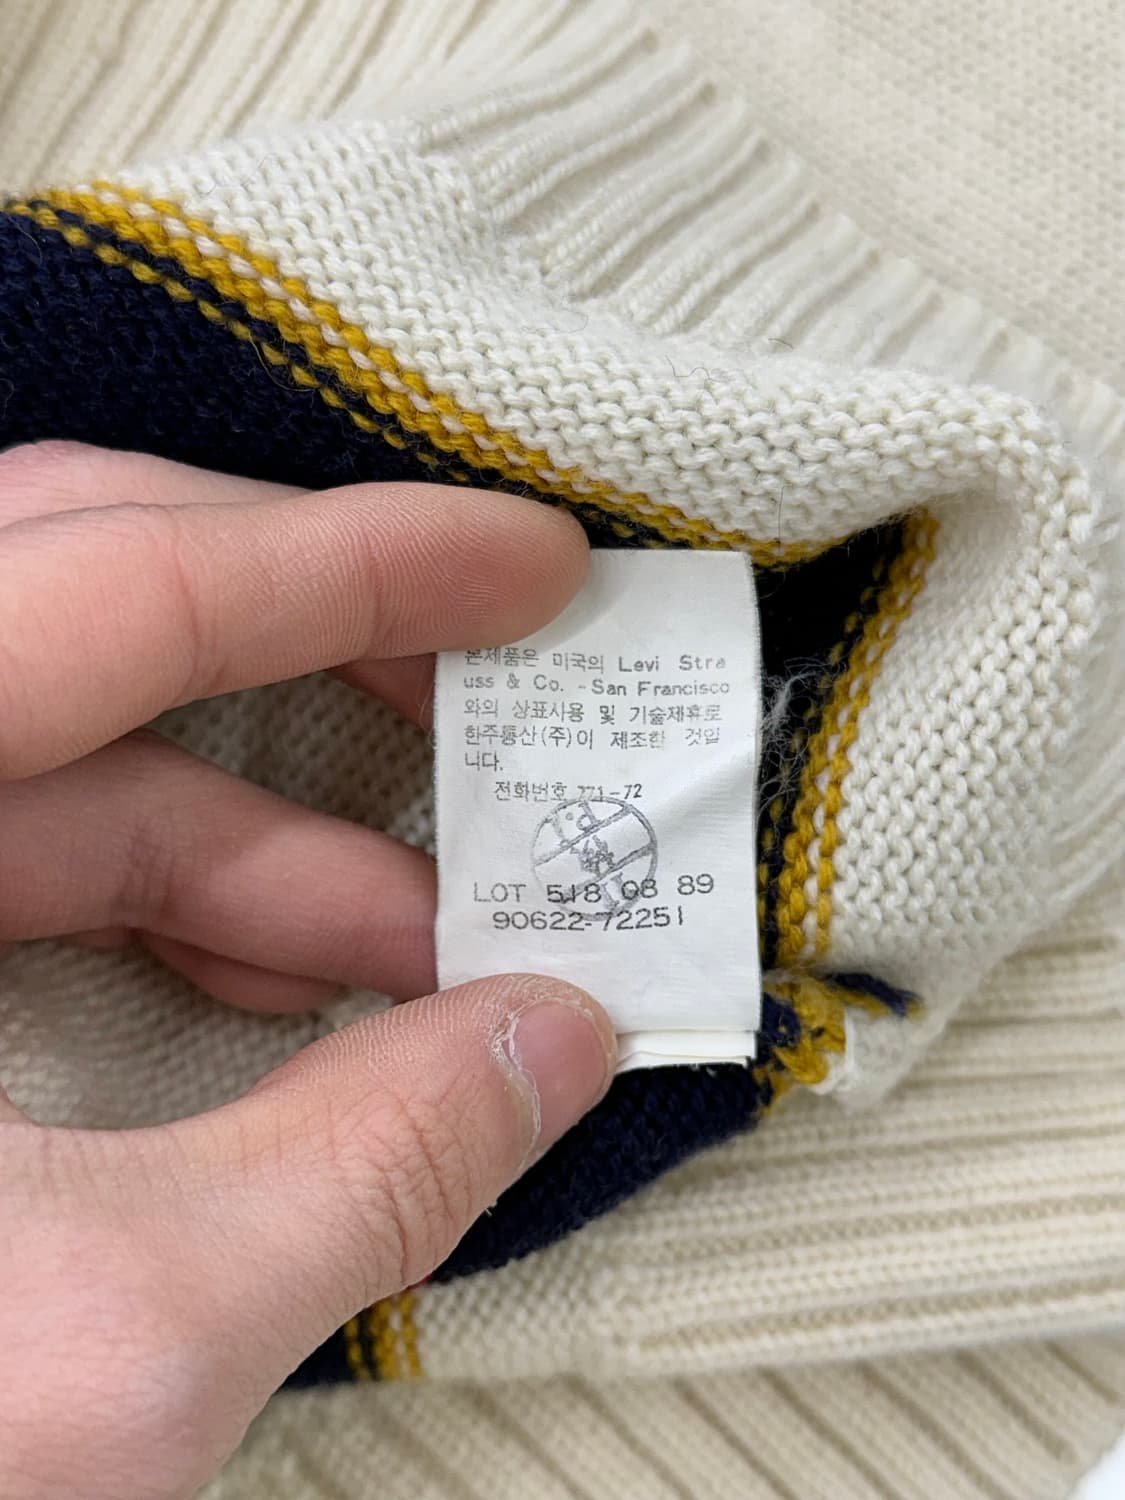 본제품은 미국의 Levi Stra
uss & Co. -San Francisco
와의 상표사용 및 기술제휴로
한주통산(주)이 제조한 것입
니다.
전화번호 771-72
LOT 518 08 89
90622-72251